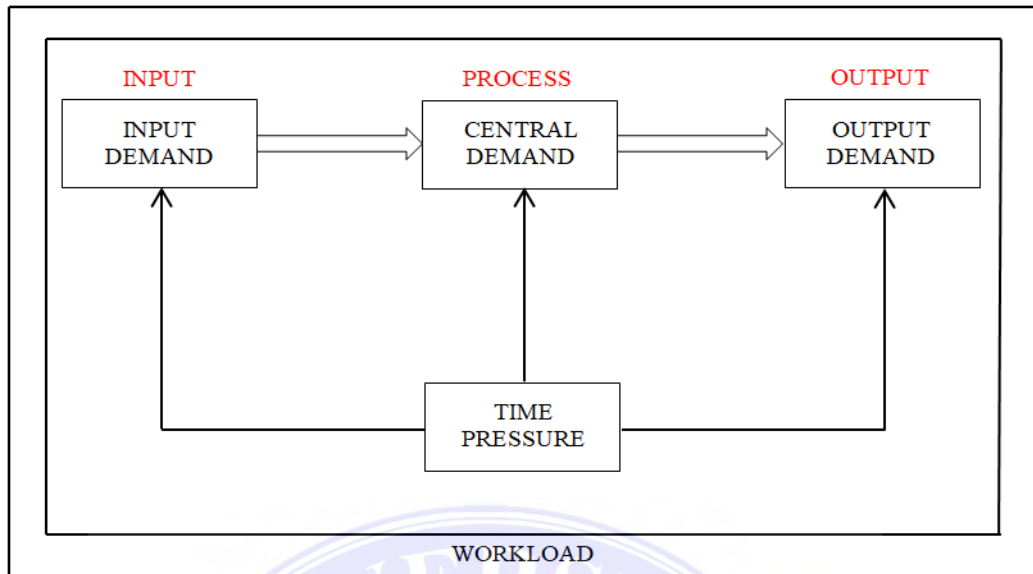 INPUT
PROCESS
OUTPUT
INPUT
DEMAND
CENTRAL
DEMAND
OUTPUT
DEMAND
TIME
PRESSURE
WORKLOAD